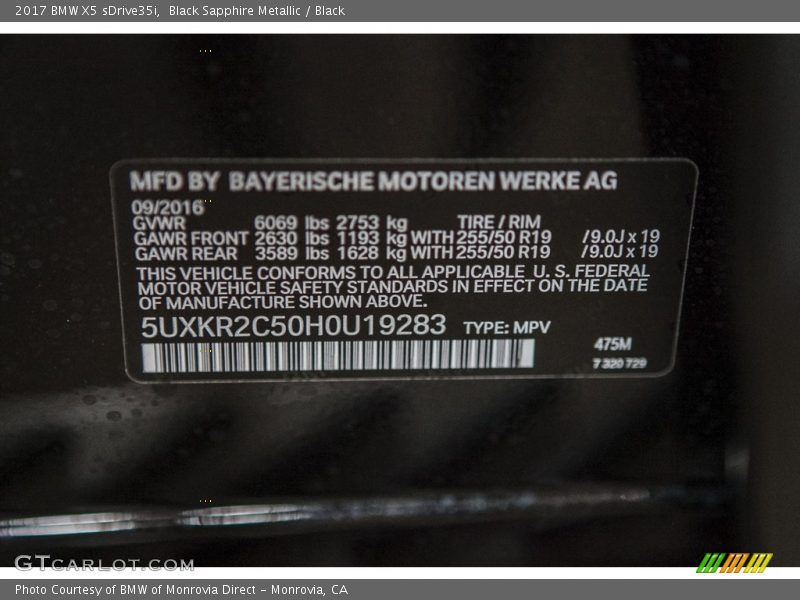 2017 BMW X5 sDrive35i,  Black Sapphire Metallic / Black
MFD BY BAYERISCHE MOTOREN WERKE AG
09/2016
GVWR 6069 lbs 2753 kg TIRE / RIM
GAWR FRONT 2630 lbs 1193 kg WITH 255/50 R19 /9.0J x 19
GAWR REAR 3589 lbs 1628 kg WITH 255/50 R19 /9.0J x 19
THIS VEHICLE CONFORMS TO ALL APPLICABLE U. S. FEDERAL
MOTOR VEHICLE SAFETY STANDARDS IN EFFECT ON THE DATE
OF MANUFACTURE SHOWN ABOVE.
5UXKR2C50H0U19283 TYPE: MPV
475M
7 320 729
GTCARLOT.COM
Photo Courtesy of BMW of Monrovia Direct – Monrovia, CA